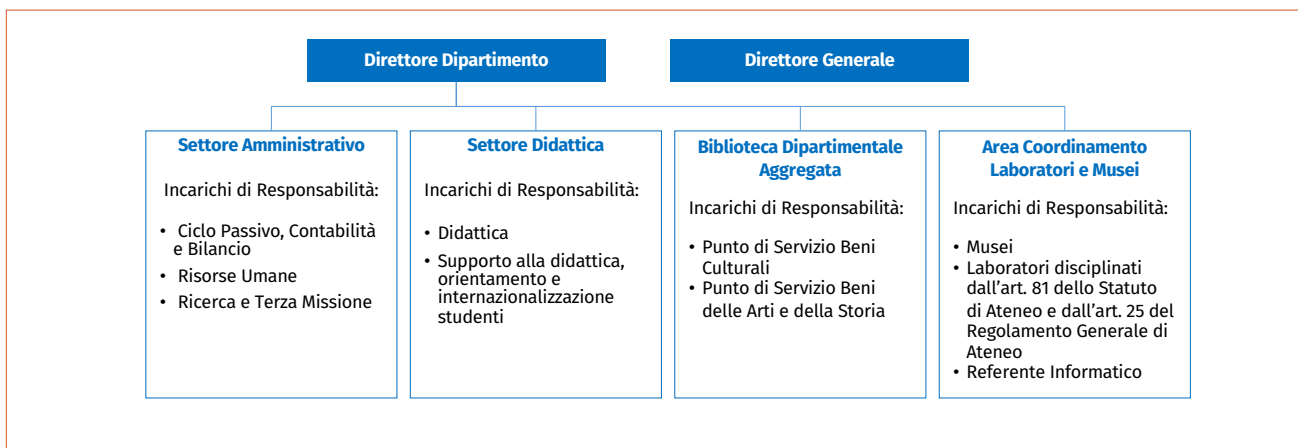 Direttore Dipartimento
Direttore Generale
Settore Amministrativo
Incarichi di Responsabilità:
• Ciclo Passivo, Contabilità
e Bilancio
• Risorse Umane
• Ricerca e Terza Missione
Settore Didattica
Incarichi di Responsabilità:
• Didattica
• Supporto alla didattica,
orientamento e
internazionalizzazione
studenti
Biblioteca Dipartimentale
Aggregata
Incarichi di Responsabilità:
• Punto di Servizio Beni
Culturali
• Punto di Servizio Beni
delle Arti e della Storia
Area Coordinamento
Laboratori e Musei
Incarichi di Responsabilità:
• Musei
• Laboratori disciplinati
dall’art. 81 dello Statuto
di Ateneo e dall’art. 25 del
Regolamento Generale di
Ateneo
• Referente Informatico